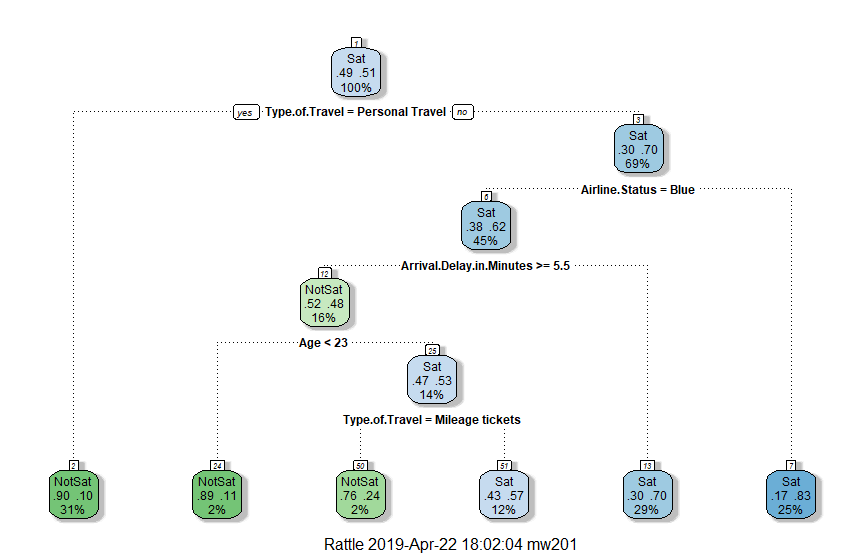 1
Sat
.49 .51
100%
yes Type.of.Travel = Personal Travel no
3
Sat
.30 .70
69%
Airline.Status = Blue
6
Sat
.38 .62
45%
Arrival.Delay.in.Minutes >= 5.5
12
NotSat
.52 .48
16%
Age < 23
25
Sat
.47 .53
14%
Type.of.Travel = Mileage tickets
2
NotSat
.90 .10
31%
24
NotSat
.89 .11
2%
50
NotSat
.76 .24
2%
51
Sat
.43 .57
12%
13
Sat
.30 .70
29%
7
Sat
.17 .83
25%
Rattle 2019-Apr-22 18:02:04 mw201